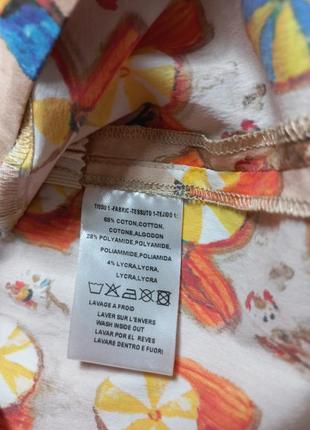 TISSU 1:-FABRIC-TESSUTO 1-TEJIDO 1:
68% COTON,COTTON,
COTONE,ALGODON
28% POLYAMIDE,POLYAMIDE,
POLIAMMIDE,POLIAMIDA
4% LYCRA,LYCRA,
LYCRA,LYCRA
LAVAGE A FROID
LAVER SUR L'ENVERS
WASH INSIDE OUT
LAVAR POR EL REVES
LAVARE DENTRO E FUORI